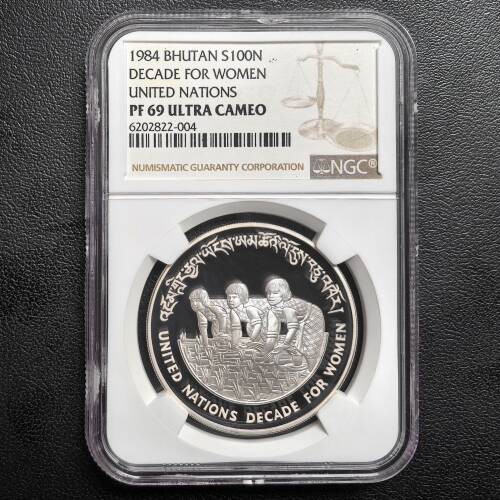 1984 BHUTAN S100N
DECADE FOR WOMEN
UNITED NATIONS
PF 69 ULTRA CAMEO
6202822-004
NUMISMATIC GUARANTY CORPORATION
NGC®
UNITED NATIONS DECADE FOR WOMEN